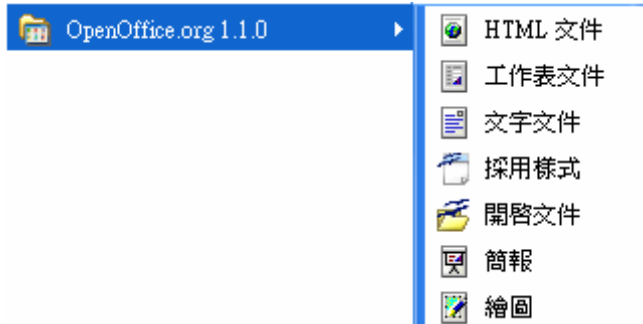 OpenOffice.org 1.1.0
HTML 文件
工作表文件
文字文件
採用樣式
開啓文件
簡報
繪圖